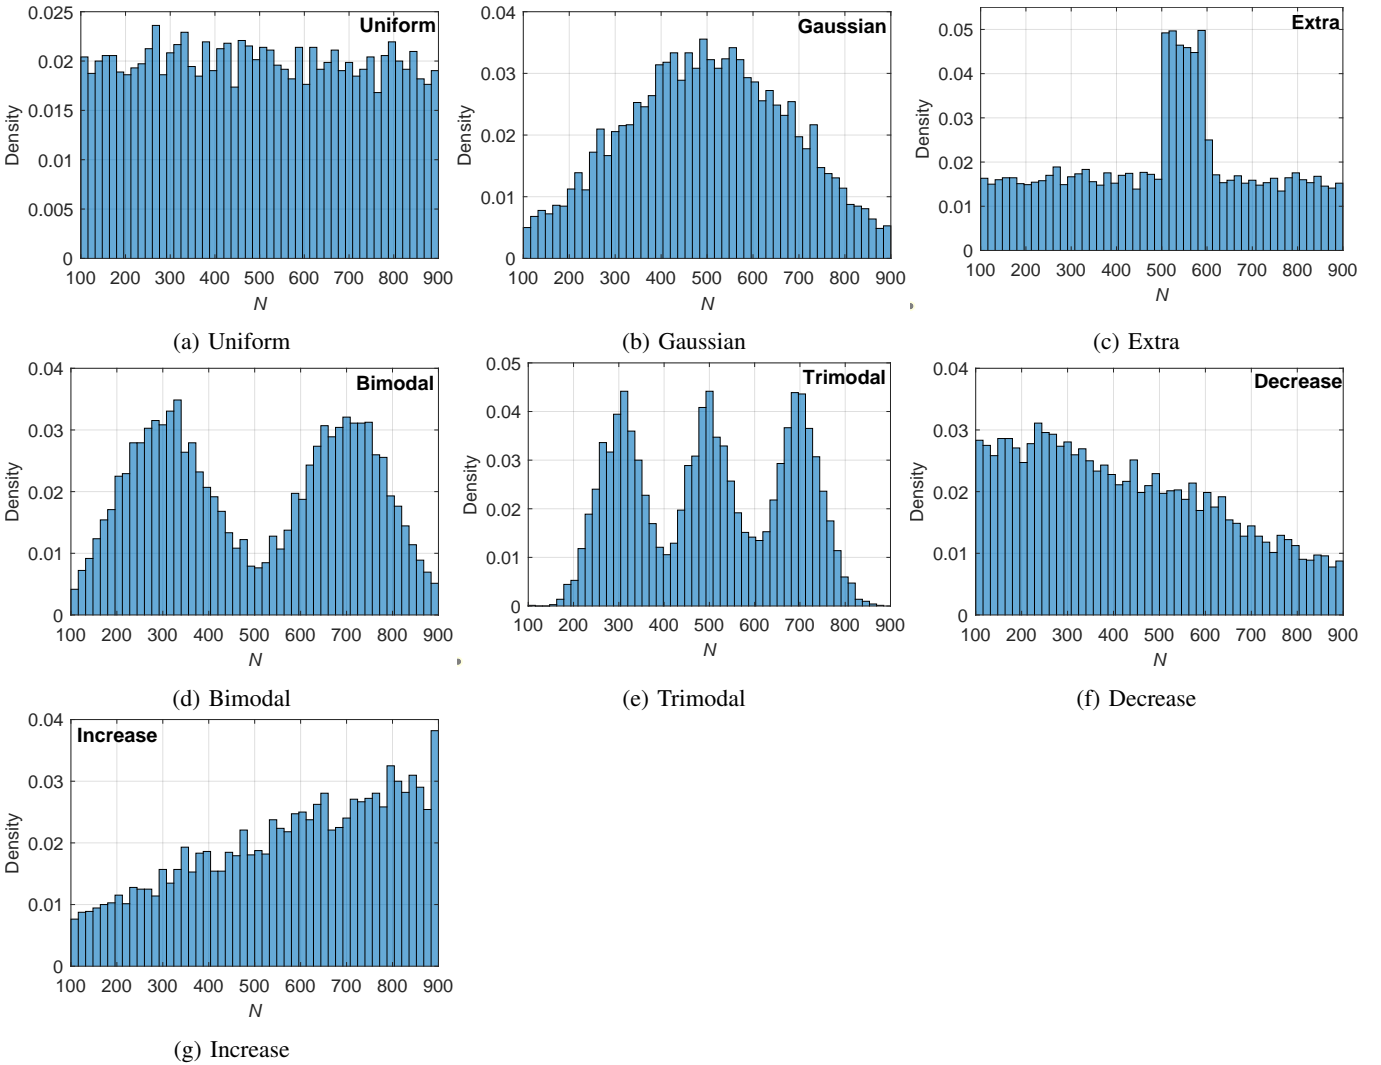 Uniform
0.025
0.02
0.015
0.01
0.005
0
Density
100 200 300 400 500 600 700 800 900
N
(a) Uniform
Gaussian
0.04
0.03
0.02
0.01
0
Density
100 200 300 400 500 600 700 800 900
N
(b) Gaussian
Extra
0.05
0.04
0.03
0.02
0.01
0
Density
100 200 300 400 500 600 700 800 900
N
(c) Extra
Bimodal
0.04
0.03
0.02
0.01
0
Density
100 200 300 400 500 600 700 800 900
N
(d) Bimodal
Trimodal
0.05
0.04
0.03
0.02
0.01
0
Density
100 200 300 400 500 600 700 800 900
N
(e) Trimodal
Decrease
0.04
0.03
0.02
0.01
0
Density
100 200 300 400 500 600 700 800 900
N
(f) Decrease
Increase
0.04
0.03
0.02
0.01
0
Density
100 200 300 400 500 600 700 800 900
N
(g) Increase